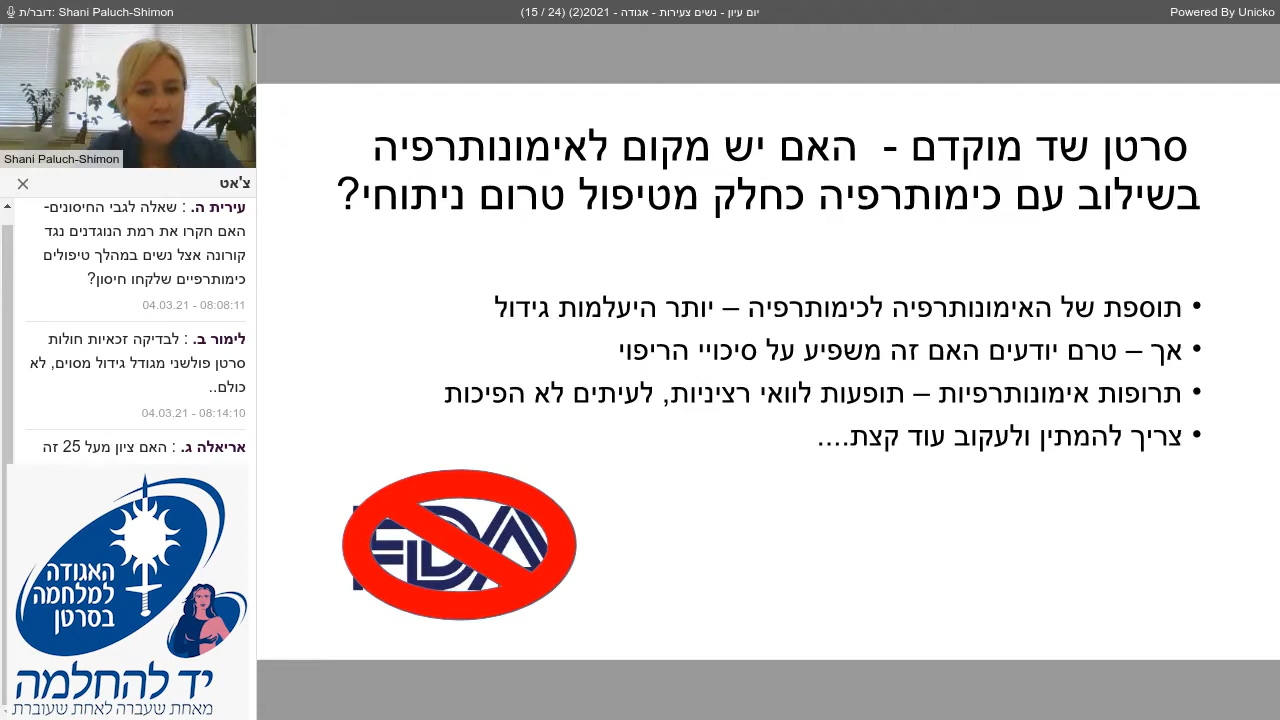 דובר/ת: Shani Paluch-Shimon
יום עיון - נשים צעירות - אגודה - 2021(2) (24 / 15)
Powered By Unicko
Shani Paluch-Shimon
צ'אט
עירית ה. : שאלה לגבי החיסונים-
האם חקרו את רמת הנוגדנים נגד
קורונה אצל נשים במהלך טיפולים
כימותרפיים שלקחו חיסון?
04.03.21 - 08:08:11
לימור ב. : לבדיקה זכאיות חולות
סרטן פולשני מגודל גידול מסוים, לא
כולם..
04.03.21 - 08:14:10
אריאלה ג. : האם ציון מעל 25 זה
האגודה
למלחמה
בסרטן
יד להחלמה
מאחת שעברה לאחת שעוברת
סרטן שד מוקדם - האם יש מקום לאימונותרפיה
בשילוב עם כימותרפיה כחלק מטיפול טרום ניתוחי?
• תוספת של האימונותרפיה לכימותרפיה – יותר היעלמות גידול
• אך – טרם יודעים האם זה משפיע על סיכויי הריפוי
• תרופות אימונותרפיות – תופעות לוואי רציניות, לעיתים לא הפיכות
• צריך להמתין ולעקוב עוד קצת....
FDA